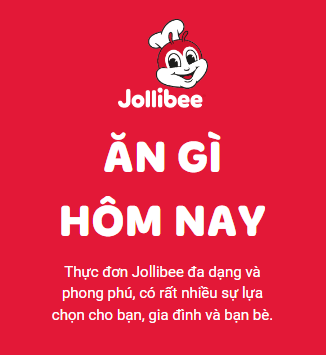 Jollibee
ĂN GÌ
HÔM NAY
Thực đơn Jollibee đa dạng và
phong phú, có rất nhiều sự lựa
chọn cho bạn, gia đình và bạn bè.